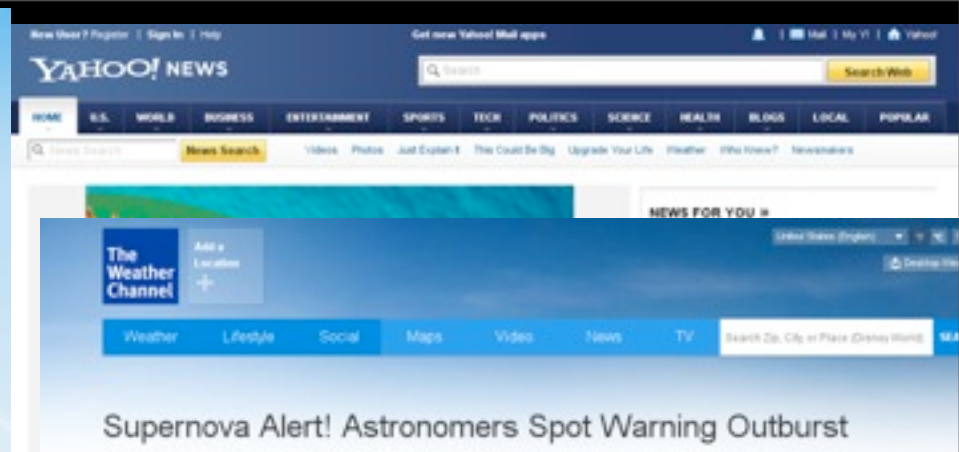 New User? Register | Sign In | Help Get new Yahoo! Mail apps Mail | My Y! | Yahoo!
YAHOO! NEWS Search Search Web
HOME U.S. WORLD BUSINESS ENTERTAINMENT SPORTS TECH POLITICS SCIENCE HEALTH BLOGS LOCAL POPULAR
News Search News Search Videos Photos Just Explain It This Could Be Big Upgrade Your Life Weather Who Knew? Newsmakers
NEWS FOR YOU »
The Weather Channel
Add a Location +
United States (English) °C
Weather Lifestyle Social Maps Video News TV Search Zip, City or Place (Disney World) SEA
Supernova Alert! Astronomers Spot Warning Outburst